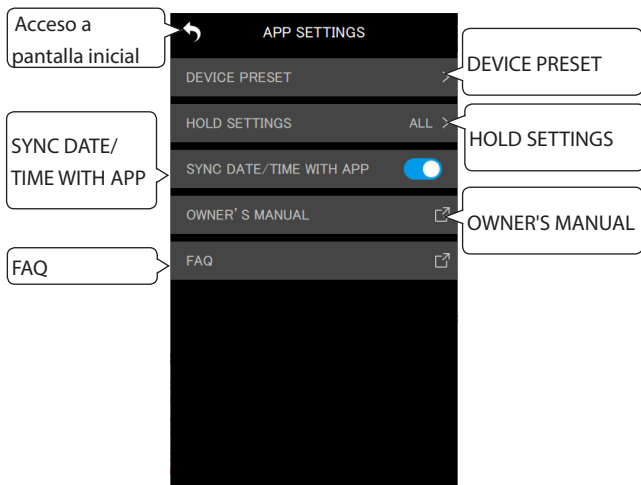 Acceso a
pantalla inicial
APP SETTINGS
DEVICE PRESET
DEVICE PRESET
HOLD SETTINGS
ALL
HOLD SETTINGS
SYNC DATE/
TIME WITH APP
SYNC DATE/TIME WITH APP
OWNER'S MANUAL
OWNER'S MANUAL
FAQ
FAQ